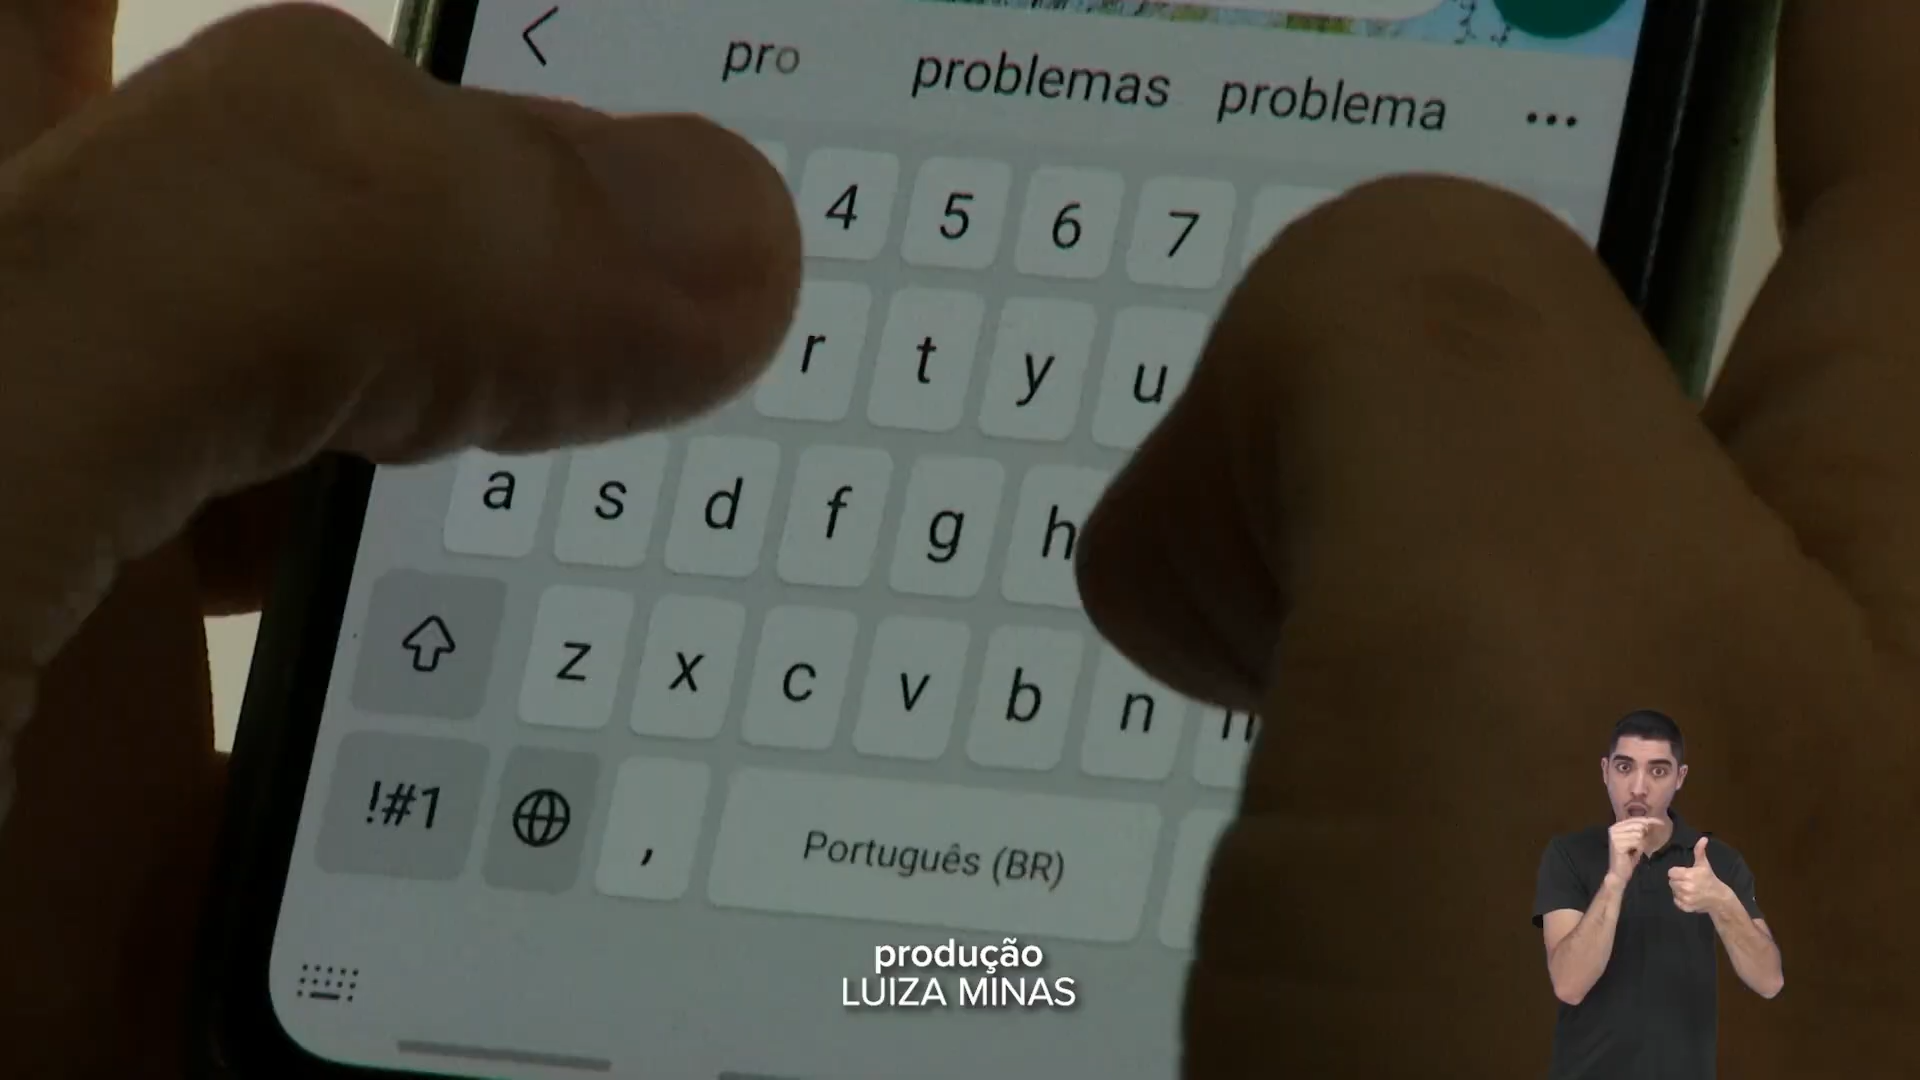 pro problemas problema ...
4 5 6 7
r t y u
a s d f g h
z x c v b n
!#1 , Português (BR)
produção
LUIZA MINAS